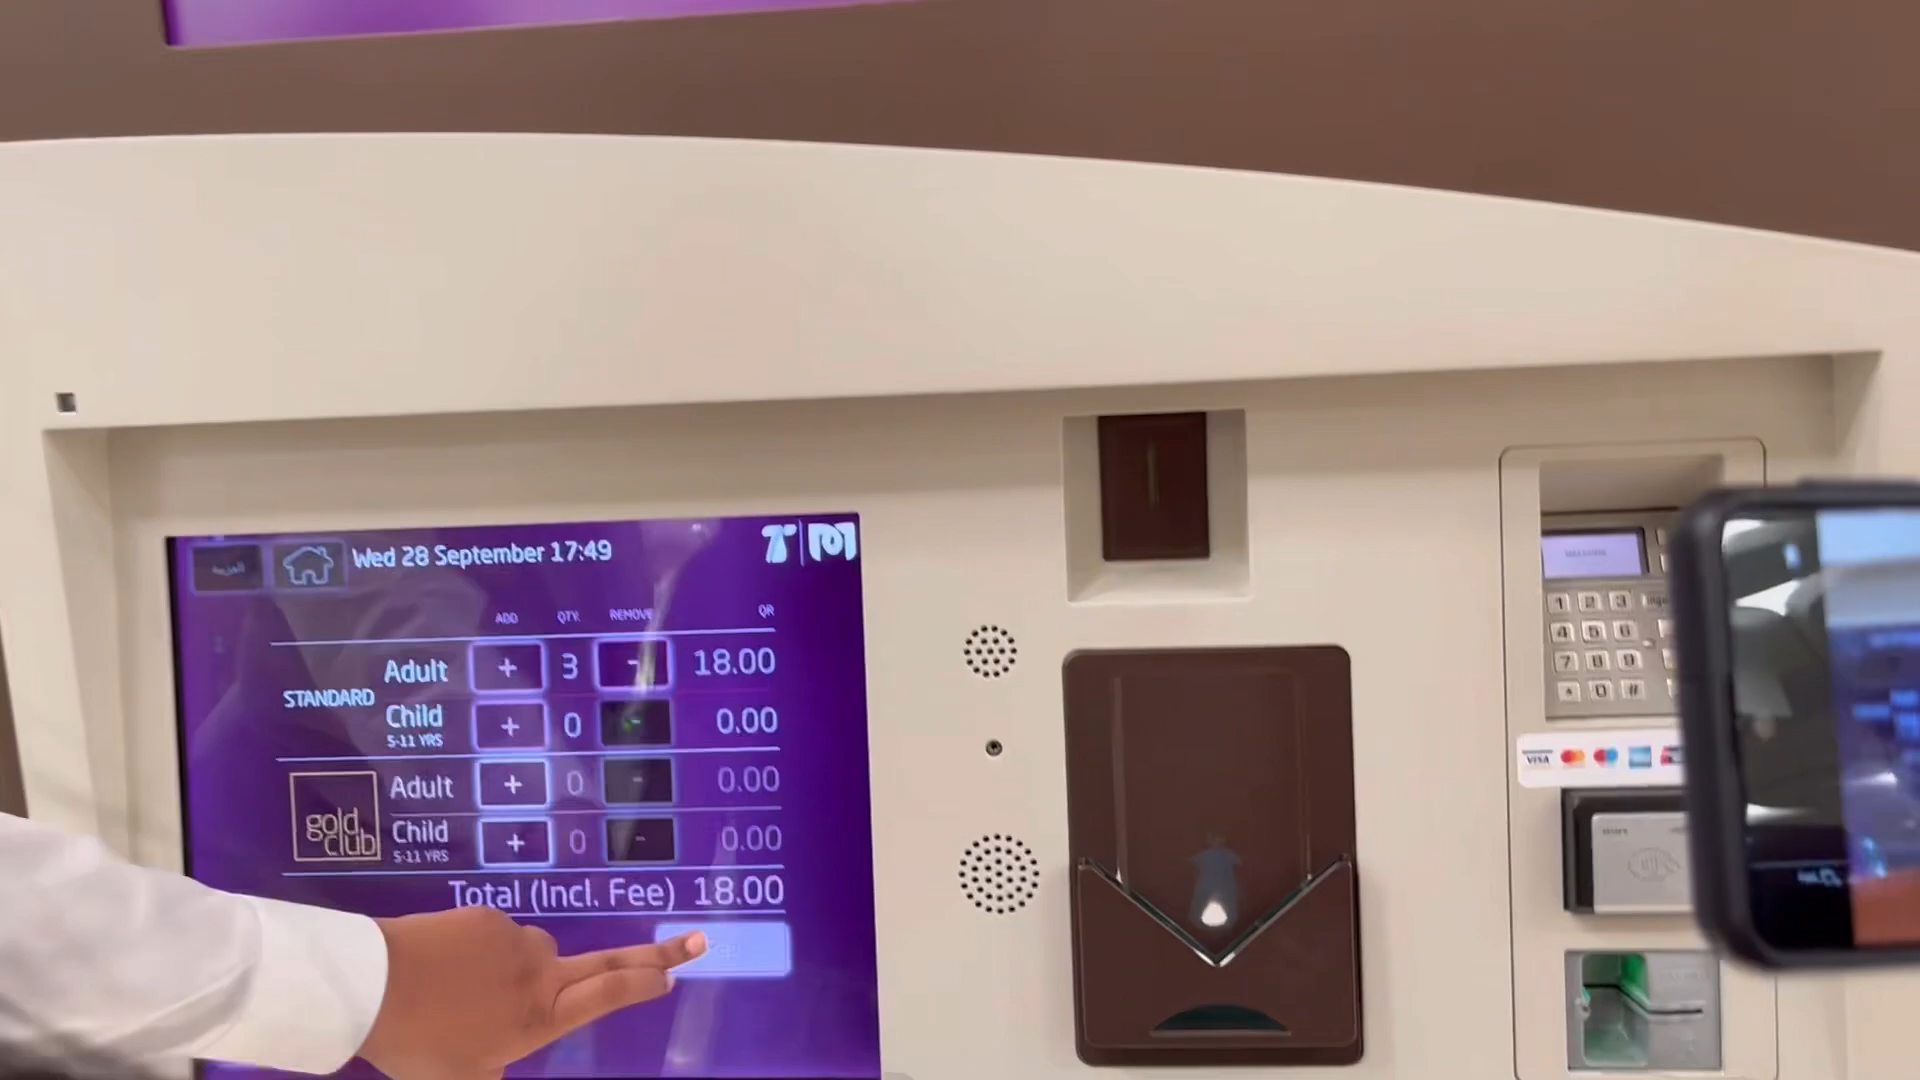 العربية
Wed 28 September 17:49
ADD QTY. REMOVE QR
STANDARD
Adult + 3 - 18.00
Child + 0 - 0.00
5-11 YRS
gold club
Adult + 0 - 0.00
Child + 0 - 0.00
5-11 YRS
Total (Incl. Fee) 18.00
1 2 3
4 5 6
7 8 9
* 0 #
VISA